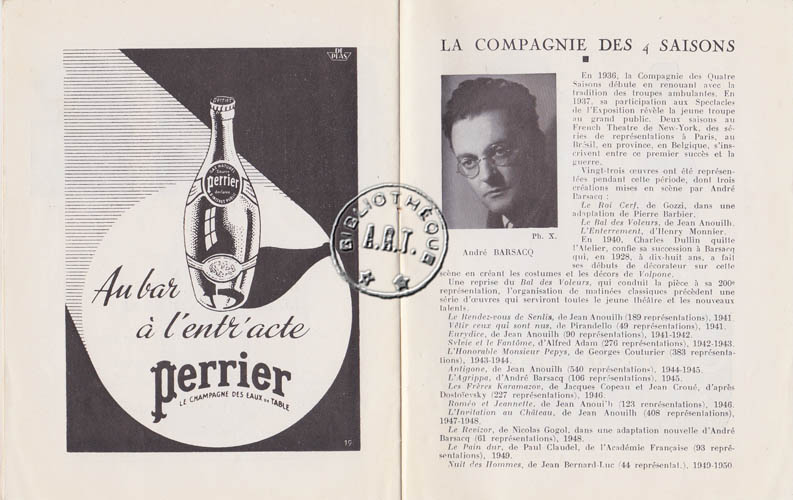 DE PLAS
perrier
Au bar
à l'entr'acte
perrier
LE CHAMPAGNE DES EAUX DE TABLE
BIBLIOTHÈQUE
A.R.T.
LA COMPAGNIE DES 4 SAISONS
Ph. X.
André BARSACQ
En 1936, la Compagnie des Quatre
Saisons débute en renouant avec la
tradition des troupes ambulantes. En
1937, sa participation aux Spectacles
de l'Exposition révèle la jeune troupe
au grand public. Deux saisons au
French Theatre de New-York, des sé-
ries de représentations à Paris, au
Brésil, en province, en Belgique, s'ins-
crivent entre ce premier succès et la
guerre.
Vingt-trois œuvres ont été représen-
tées pendant cette période, dont trois
créations mises en scène par André
Barsacq :
Le Roi Cerf, de Gozzi, dans une
adaptation de Pierre Barbier.
Le Bal des Voleurs, de Jean Anouilh.
L'Enterrement, d'Henry Monnier.
En 1940, Charles Dullin quitte
l'Atelier, confie sa succession à Barsacq
qui, en 1928, à dix-huit ans, a fait
ses débuts de décorateur sur cette
scène en créant les costumes et les décors de Volpone.
Une reprise du Bal des Voleurs, qui conduit la pièce à sa 200e
représentation, l'organisation de matinées classiques précèdent une
série d'œuvres qui serviront toutes le jeune théâtre et les nouveaux
talents.
Le Rendez-vous de Senlis, de Jean Anouilh (189 représentations), 1941.
Vêtir ceux qui sont nus, de Pirandello (49 représentations), 1941.
Eurydice, de Jean Anouilh (90 représentations), 1941-1942.
Sylvie et le Fantôme, d'Alfred Adam (276 représentations), 1942-1943.
L'Honorable Monsieur Pepys, de Georges Couturier (383 représenta-
tions), 1943-1944.
Antigone, de Jean Anouilh (540 représentations), 1944-1945.
L'Agrippa, d'André Barsacq (106 représentations), 1945.
Les Frères Karamazov, de Jacques Copeau et Jean Croué, d'après
Dostoïevsky (227 représentations), 1946.
Roméo et Jeannette, de Jean Anouilh (123 représentations), 1946.
L'Invitation au Château, de Jean Anouilh (408 représentations),
1947-1948.
Le Revizor, de Nicolas Gogol, dans une adaptation nouvelle d'André
Barsacq (61 représentations), 1948.
Le Pain dur, de Paul Claudel, de l'Académie Française (93 repré-
sentations), 1949.
Nuit des Hommes, de Jean Bernard-Luc (44 représentat.), 1949-1950